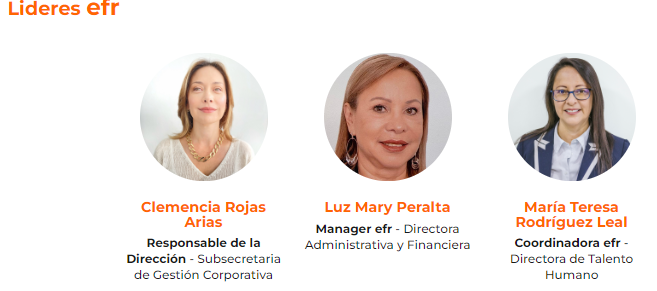 Lideres efr
Clemencia Rojas
Arias
Responsable de la
Dirección - Subsecretaria
de Gestión Corporativa
Luz Mary Peralta
Manager efr - Directora
Administrativa y Financiera
María Teresa
Rodríguez Leal
Coordinadora efr -
Directora de Talento
Humano